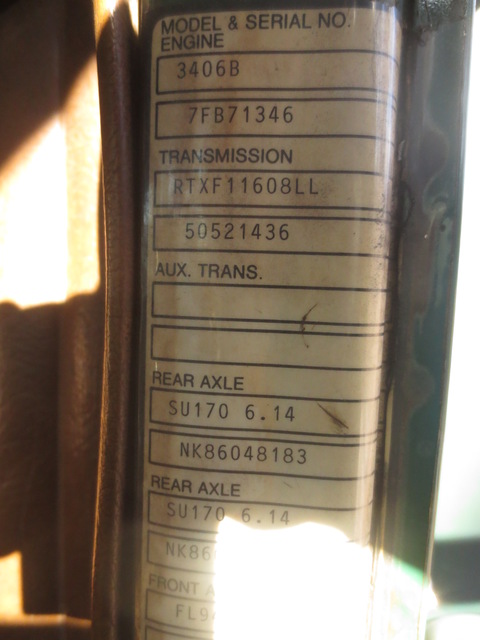 MODEL & SERIAL NO.
ENGINE
3406B
7FB71346
TRANSMISSION
RTXF11608LL
50521436
AUX. TRANS.
REAR AXLE
SU170 6.14
NK86048183
REAR AXLE
SU170 6.14
FRONT